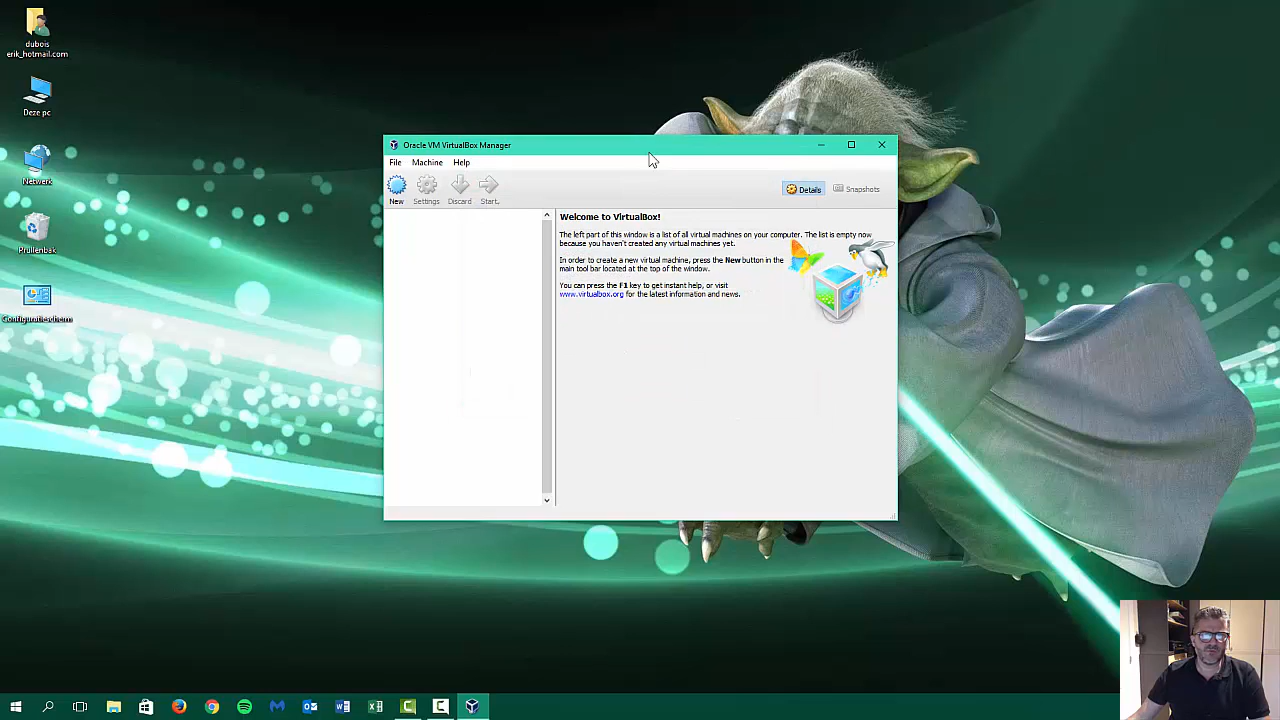 dubois
erik_hotmail.com
Deze pc
Netwerk
Prullenbak
Configuratiescherm
Oracle VM VirtualBox Manager
File Machine Help
New Settings Discard Start
Details Snapshots
Welcome to VirtualBox!
The left part of this window is a list of all virtual machines on your computer. The list is empty now
because you haven't created any virtual machines yet.
In order to create a new virtual machine, press the New button in the
main tool bar located at the top of the window.
You can press the F1 key to get instant help, or visit
www.virtualbox.org for the latest information and news.